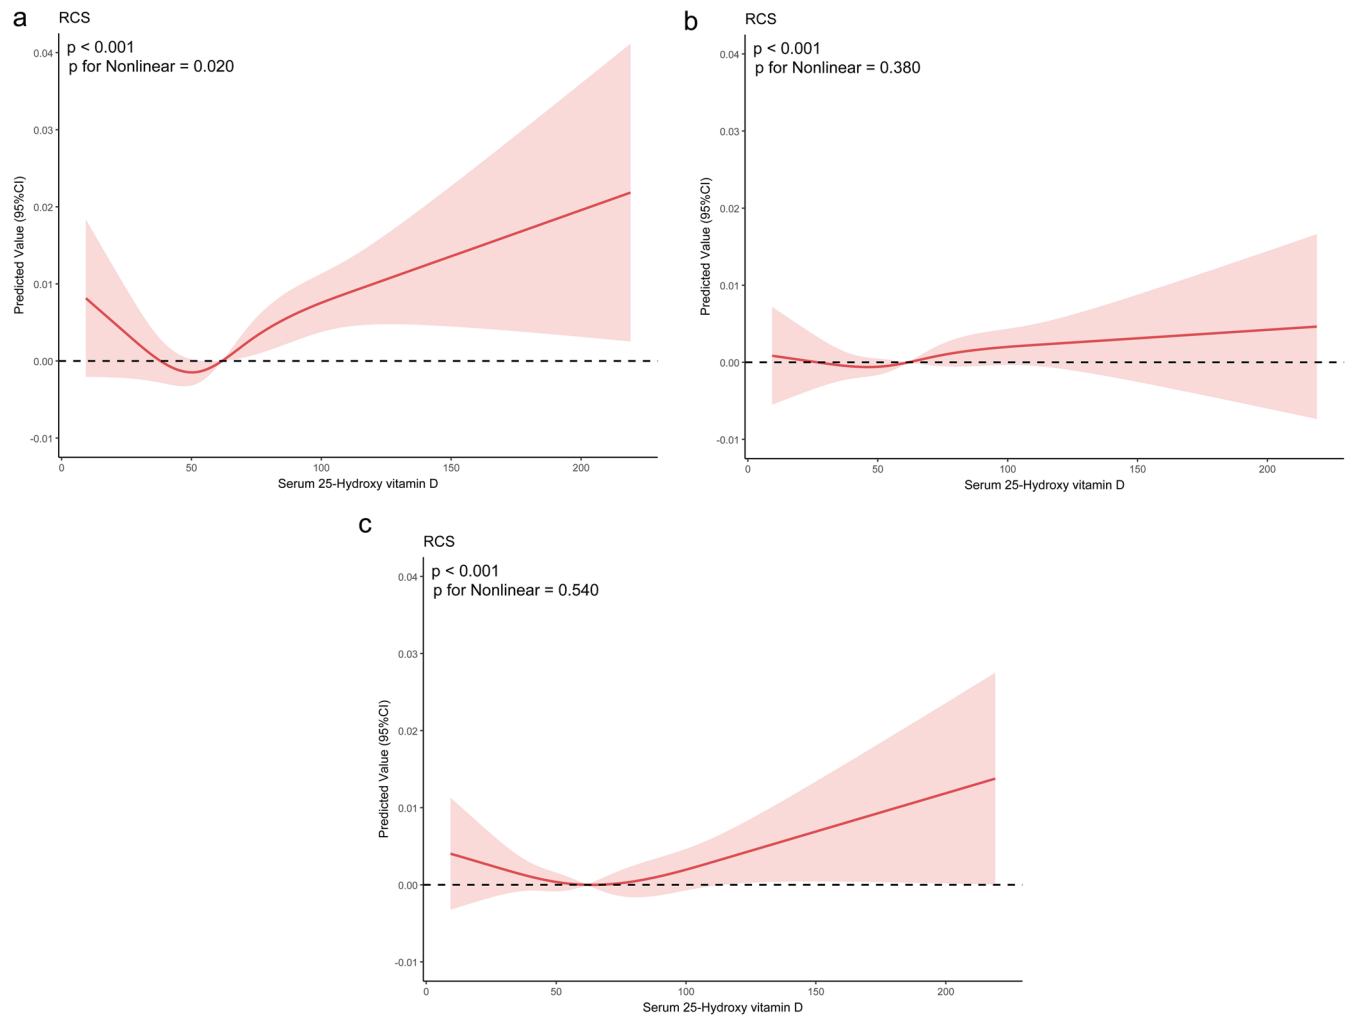 a
RCS
p < 0.001
p for Nonlinear = 0.020
0.04
0.03
0.02
0.01
0.00
-0.01
Predicted Value (95%CI)
0
50
100
150
200
Serum 25-Hydroxy vitamin D
b
RCS
p < 0.001
p for Nonlinear = 0.380
0.04
0.03
0.02
0.01
0.00
-0.01
Predicted Value (95%CI)
0
50
100
150
200
Serum 25-Hydroxy vitamin D
c
RCS
p < 0.001
p for Nonlinear = 0.540
0.04
0.03
0.02
0.01
0.00
-0.01
Predicted Value (95%CI)
0
50
100
150
200
Serum 25-Hydroxy vitamin D